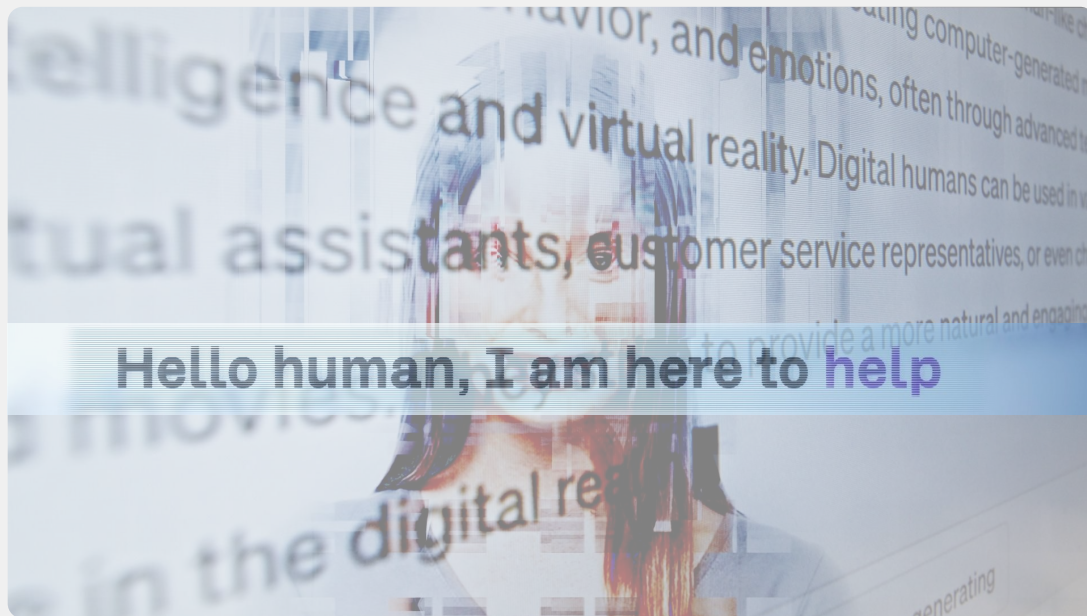 avior, and emotions, often through advanced
ating computer-generated
telligence and virtual reality. Digital humans can be used in
tual assistants, customer service representatives, or even
to provide a more natural and engaging
Hello human, I am here to help
movies.
s in the digital
generating